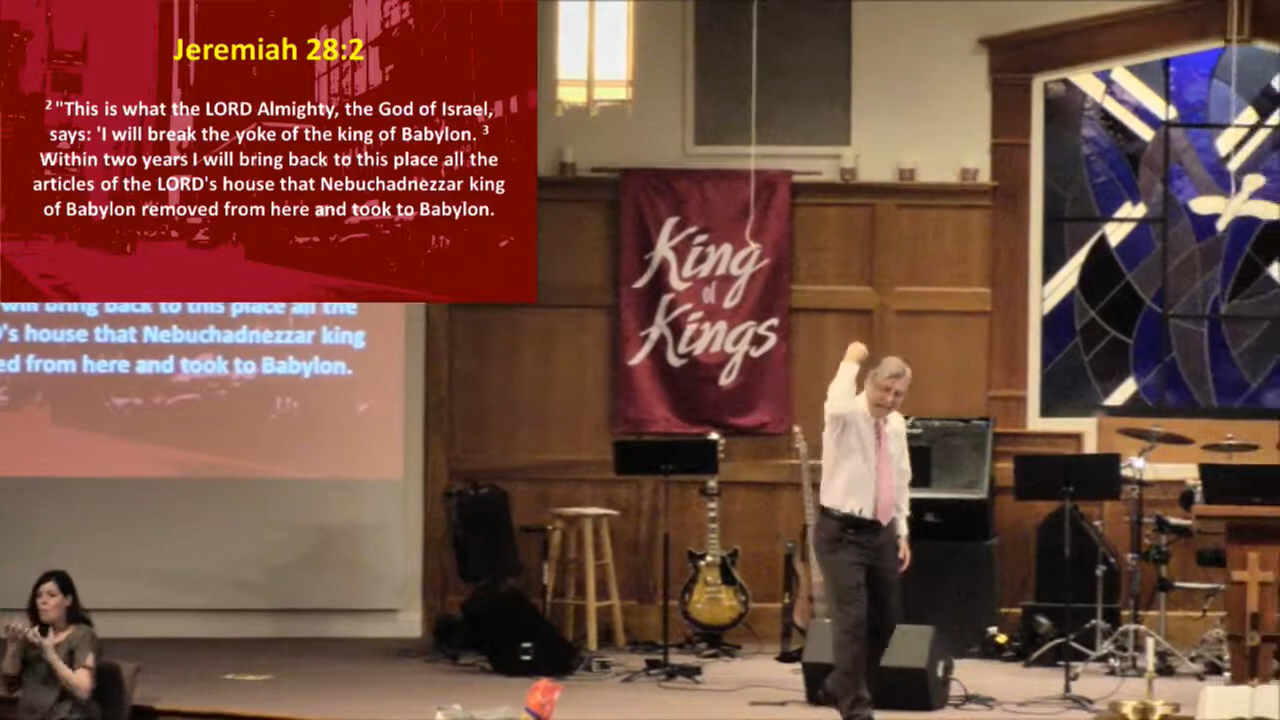 Jeremiah 28:2
2 "This is what the LORD Almighty, the God of Israel,
says: 'I will break the yoke of the king of Babylon. 3
Within two years I will bring back to this place all the
articles of the LORD's house that Nebuchadnezzar king
of Babylon removed from here and took to Babylon.
will bring back to this place all the
's house that Nebuchadnezzar king
ed from here and took to Babylon.
King
of
Kings